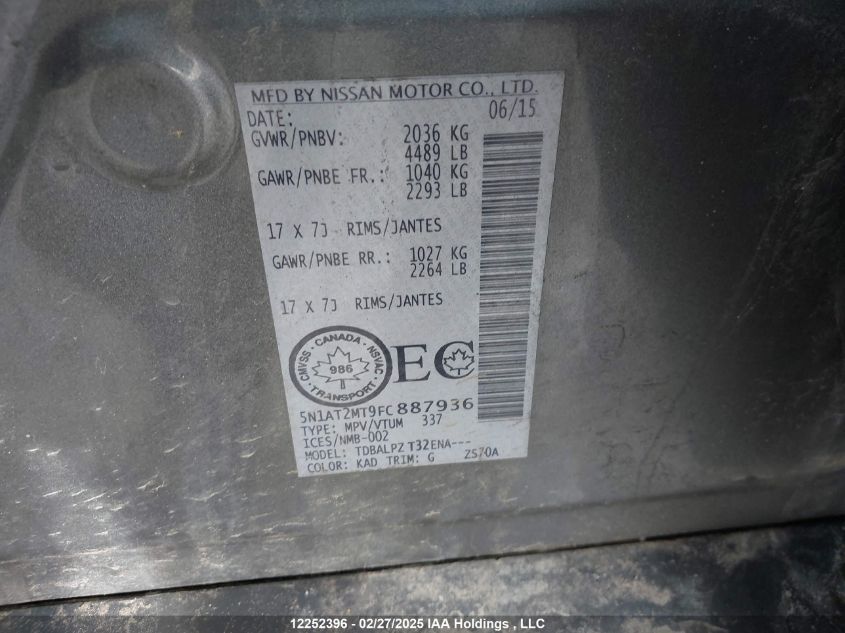 MFD BY NISSAN MOTOR CO., LTD.
DATE: 06/15
GVWR/PNBV: 2036 KG
4489 LB
GAWR/PNBE FR.: 1040 KG
2293 LB
17 X 7J RIMS/JANTES
GAWR/PNBE RR.: 1027 KG
2264 LB
17 X 7J RIMS/JANTES
CANADA
CMVSS · NSVAC
986
TRANSPORT
EC
5N1AT2MT9FC887936
TYPE: MPV/VTUM 337
ICES/NMB-002
MODEL: TDBALPZ T32ENA---
COLOR: KAD TRIM: G ZS70A
12252396 - 02/27/2025 IAA Holdings , LLC